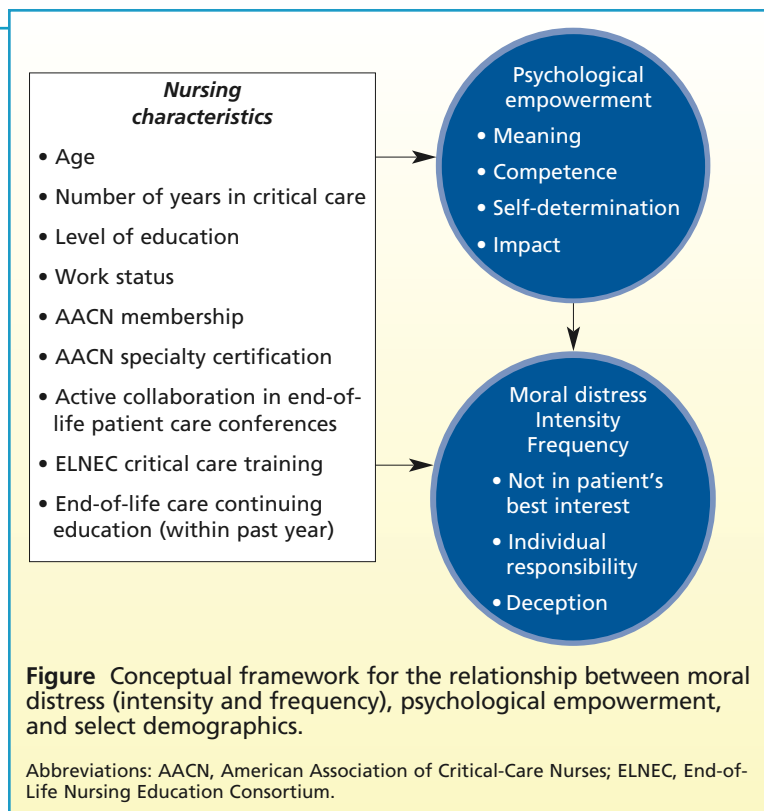 Nursing
characteristics
• Age
• Number of years in critical care
• Level of education
• Work status
• AACN membership
• AACN specialty certification
• Active collaboration in end-of-
life patient care conferences
• ELNEC critical care training
• End-of-life care continuing
education (within past year)
Psychological
empowerment
• Meaning
• Competence
• Self-determination
• Impact
Moral distress
Intensity
Frequency
• Not in patient's
best interest
• Individual
responsibility
• Deception
Figure Conceptual framework for the relationship between moral
distress (intensity and frequency), psychological empowerment,
and select demographics.
Abbreviations: AACN, American Association of Critical-Care Nurses; ELNEC, End-of-
Life Nursing Education Consortium.